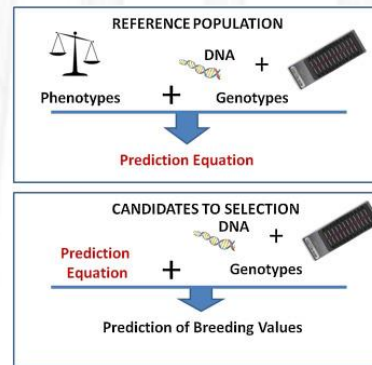 REFERENCE POPULATION
DNA
+
Phenotypes + Genotypes
Prediction Equation
CANDIDATES TO SELECTION
DNA
+
Prediction
Equation + Genotypes
Prediction of Breeding Values